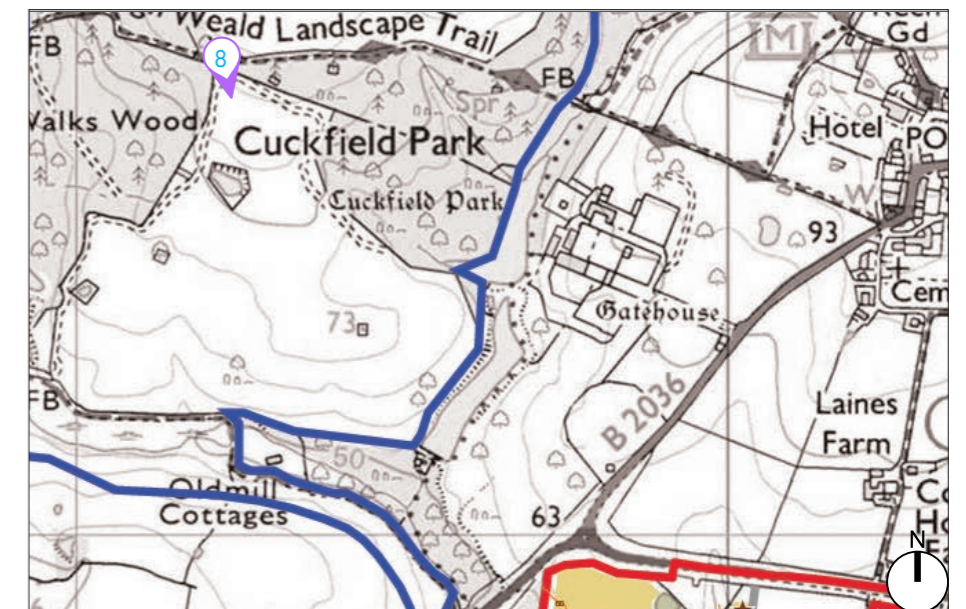 Weald Landscape Trail
Gd
FB
8
FB
M
Spr
Walks Wood
Hotel
PO
Cuckfield Park
Cuckfield Park
W
93
Cem
Gatehouse
73
FB
B 2036
Laines
Farm
50
Oldmill
Cottages
63
N